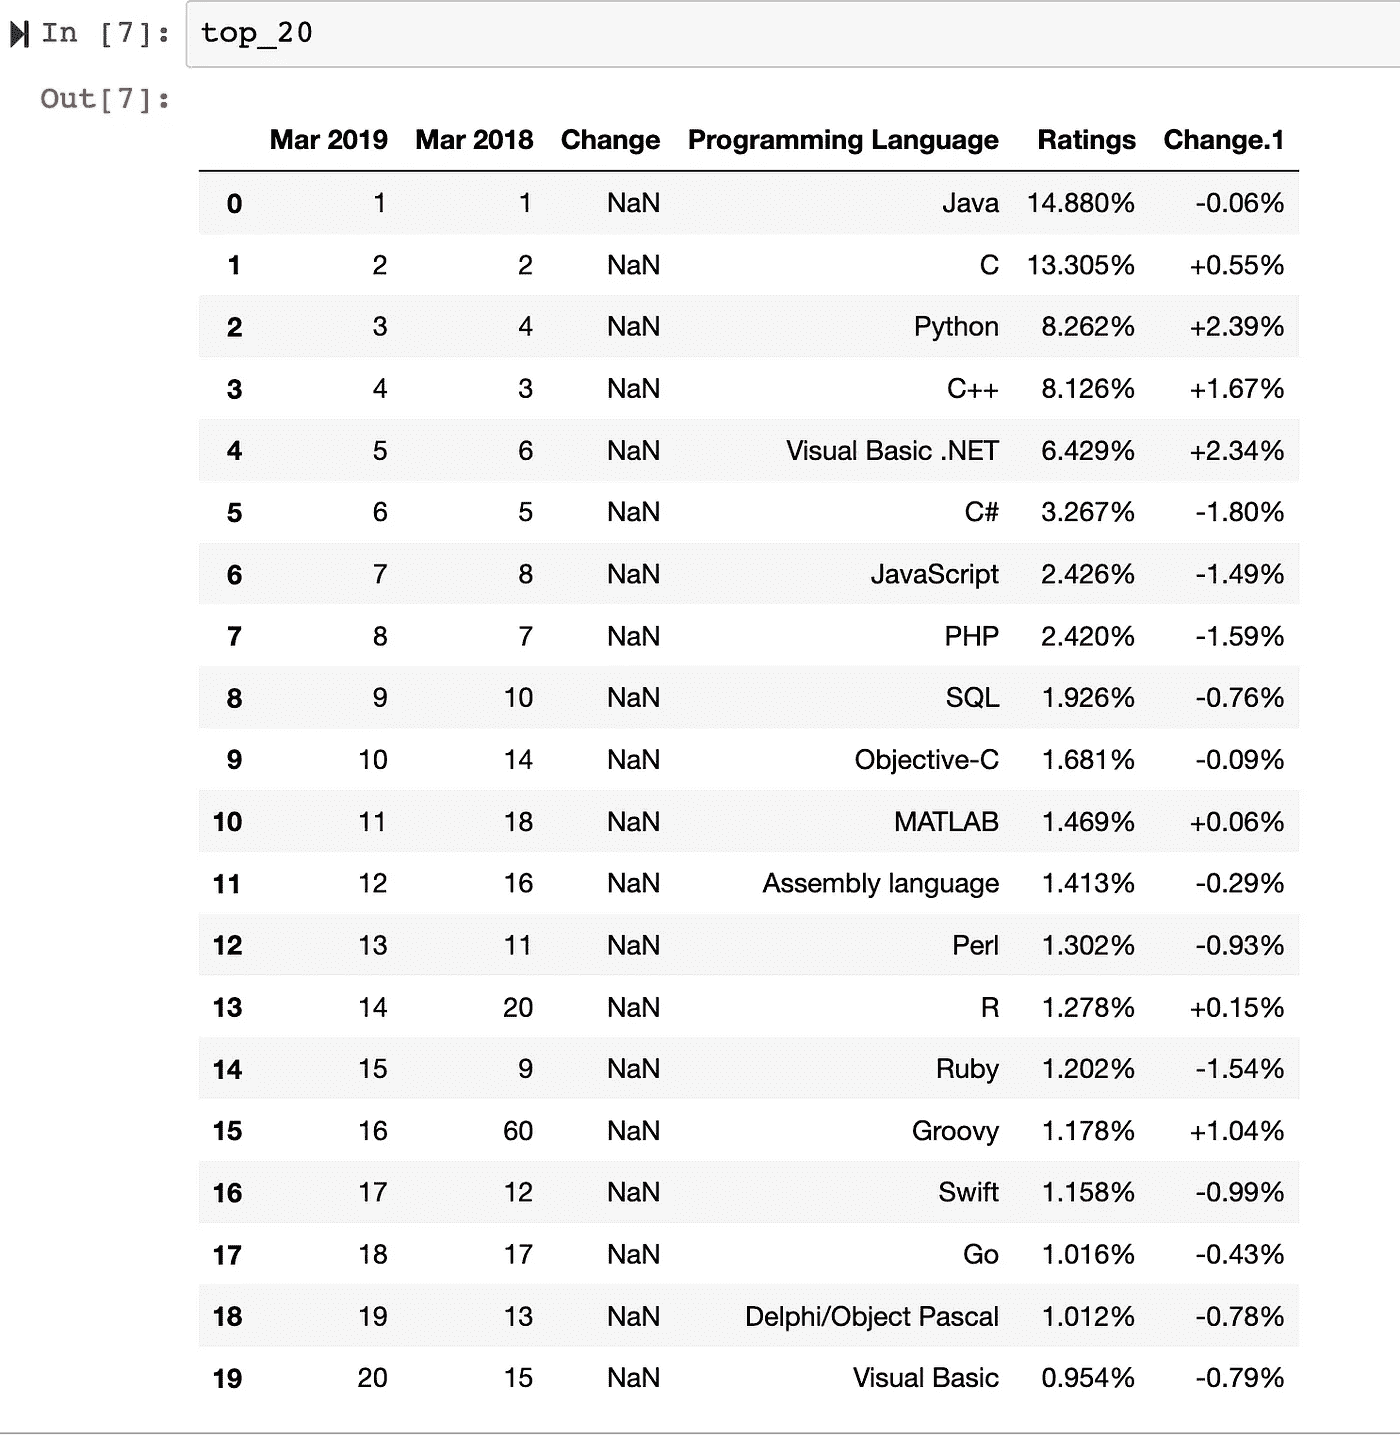 In [7]: top_20
Out[7]:
Mar 2019 Mar 2018 Change Programming Language Ratings Change.1
0 1 1 NaN Java 14.880% -0.06%
1 2 2 NaN C 13.305% +0.55%
2 3 4 NaN Python 8.262% +2.39%
3 4 3 NaN C++ 8.126% +1.67%
4 5 6 NaN Visual Basic .NET 6.429% +2.34%
5 6 5 NaN C# 3.267% -1.80%
6 7 8 NaN JavaScript 2.426% -1.49%
7 8 7 NaN PHP 2.420% -1.59%
8 9 10 NaN SQL 1.926% -0.76%
9 10 14 NaN Objective-C 1.681% -0.09%
10 11 18 NaN MATLAB 1.469% +0.06%
11 12 16 NaN Assembly language 1.413% -0.29%
12 13 11 NaN Perl 1.302% -0.93%
13 14 20 NaN R 1.278% +0.15%
14 15 9 NaN Ruby 1.202% -1.54%
15 16 60 NaN Groovy 1.178% +1.04%
16 17 12 NaN Swift 1.158% -0.99%
17 18 17 NaN Go 1.016% -0.43%
18 19 13 NaN Delphi/Object Pascal 1.012% -0.78%
19 20 15 NaN Visual Basic 0.954% -0.79%